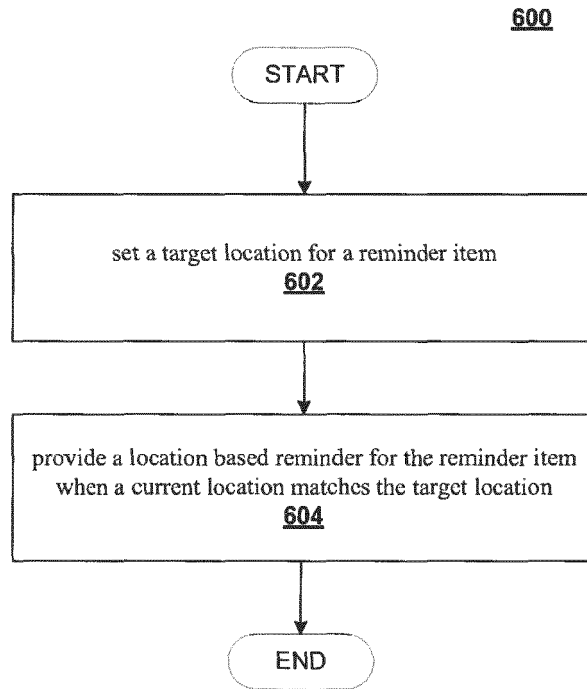 600
START
set a target location for a reminder item
602
provide a location based reminder for the reminder item
when a current location matches the target location
604
END